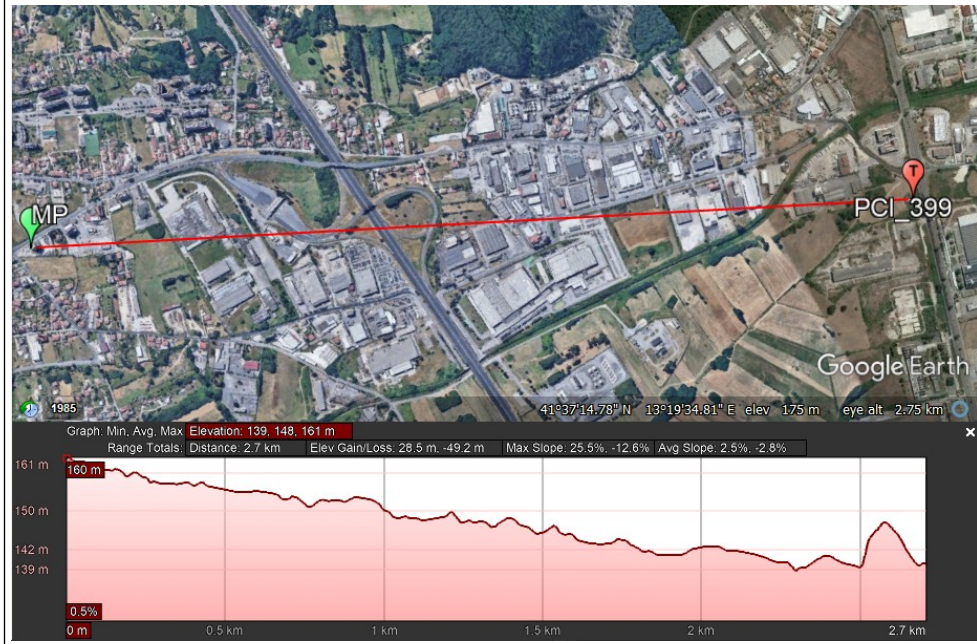 MP
T
PCI_399
Google Earth
1985
41°37'14.78" N 13°19'34.81" E elev 175 m eye alt 2.75 km
Graph: Min, Avg, Max Elevation: 139, 148, 161 m
Range Totals: Distance: 2.7 km Elev Gain/Loss: 28.5 m, -49.2 m Max Slope: 25.5%, -12.6% Avg Slope: 2.5%, -2.8%
161 m
160 m
150 m
142 m
139 m
0.5%
0 m 0.5 km 1 km 1.5 km 2 km 2.7 km